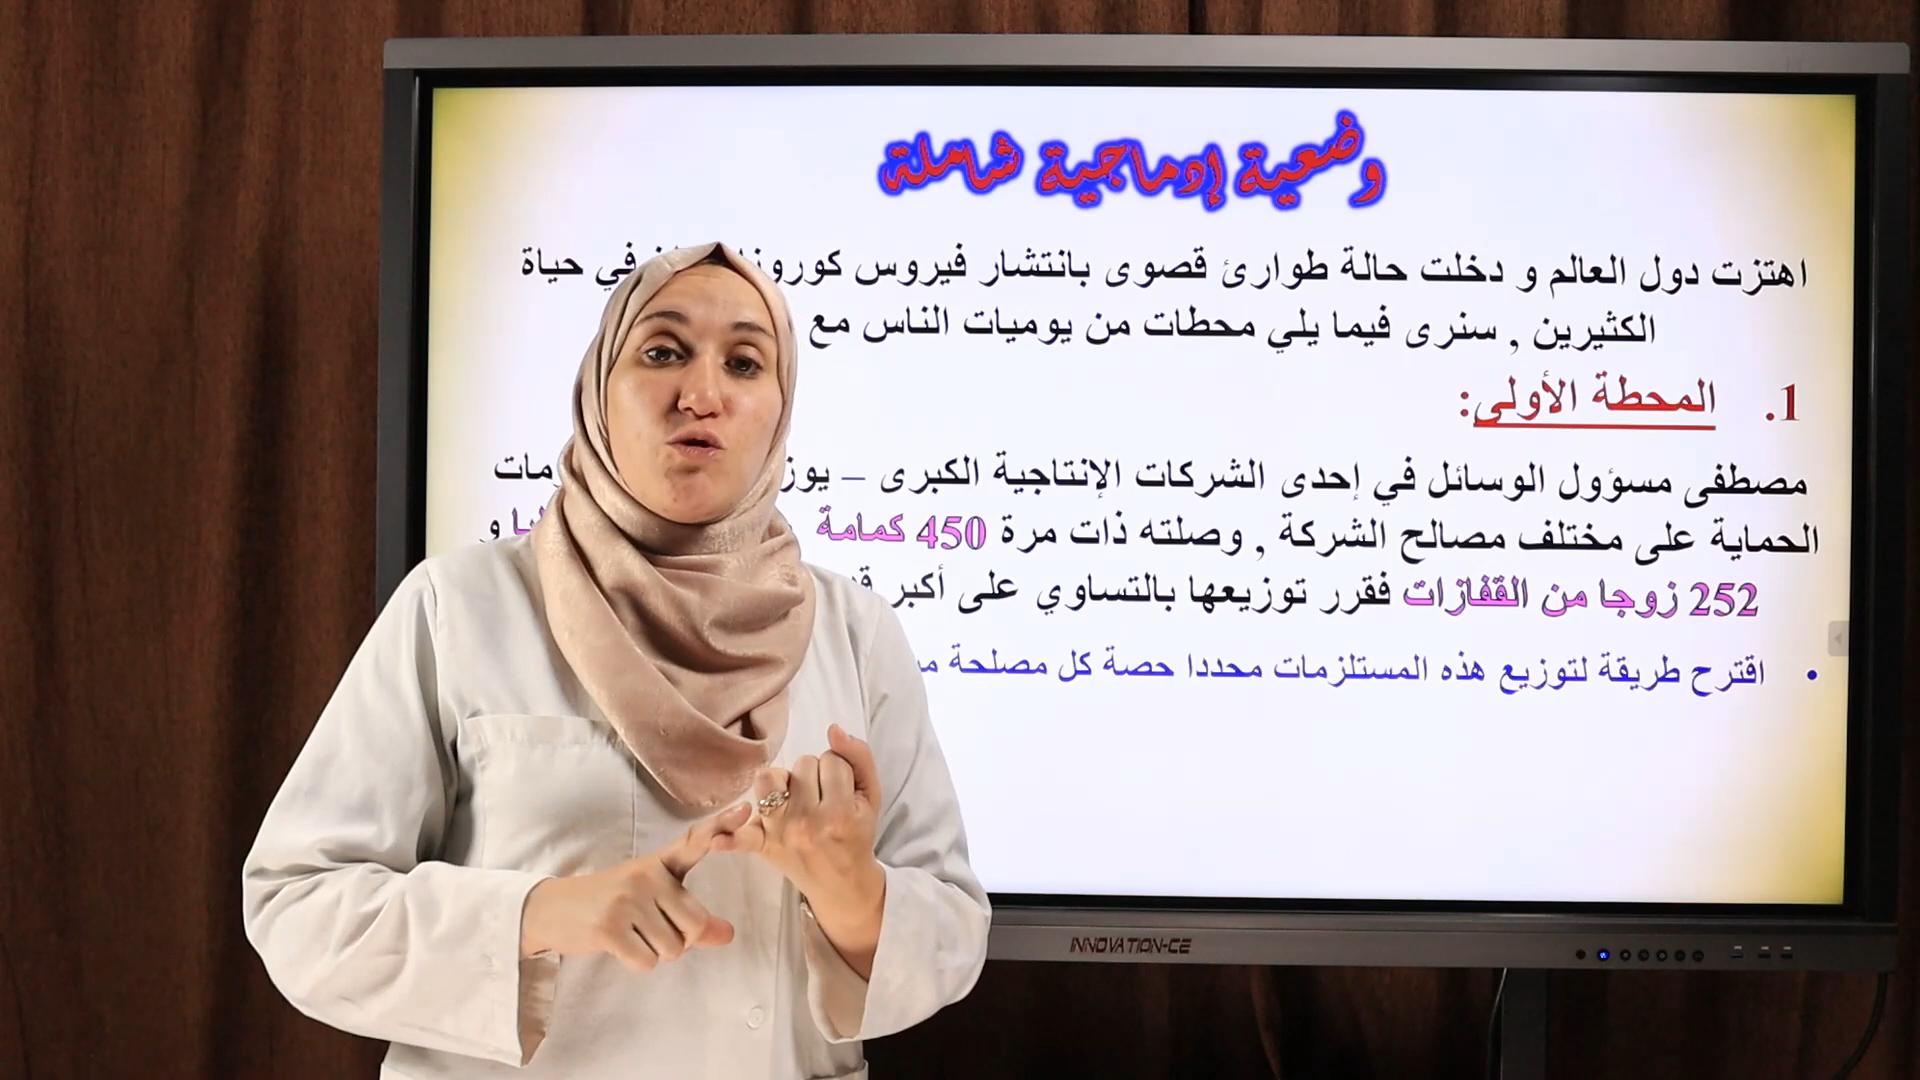 وضعية إدماجية شاملة
اهتزت دول العالم و دخلت حالة طوارئ قصوى بانتشار فيروس في حياة
الكثيرين , سنرى فيما يلي محطات من يوميات الناس مع
1. المحطة الأولى:
مصطفى مسؤول الوسائل في إحدى الشركات الإنتاجية الكبرى –
الحماية على مختلف مصالح الشركة , وصلته ذات مرة 450 كمامة و
252 زوجا من القفازات فقرر توزيعها بالتساوي على أكبر
• اقترح طريقة لتوزيع هذه المستلزمات محددا حصة كل مصلحة
INNOVATION-CE